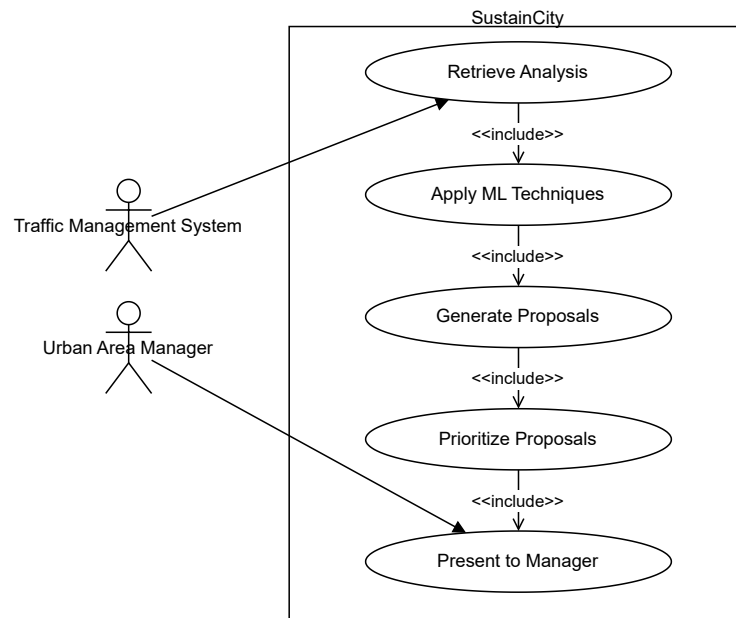 SustainCity
Retrieve Analysis
<<include>>
Apply ML Techniques
Traffic Management System
<<include>>
Generate Proposals
Urban Area Manager
<<include>>
Prioritize Proposals
<<include>>
Present to Manager